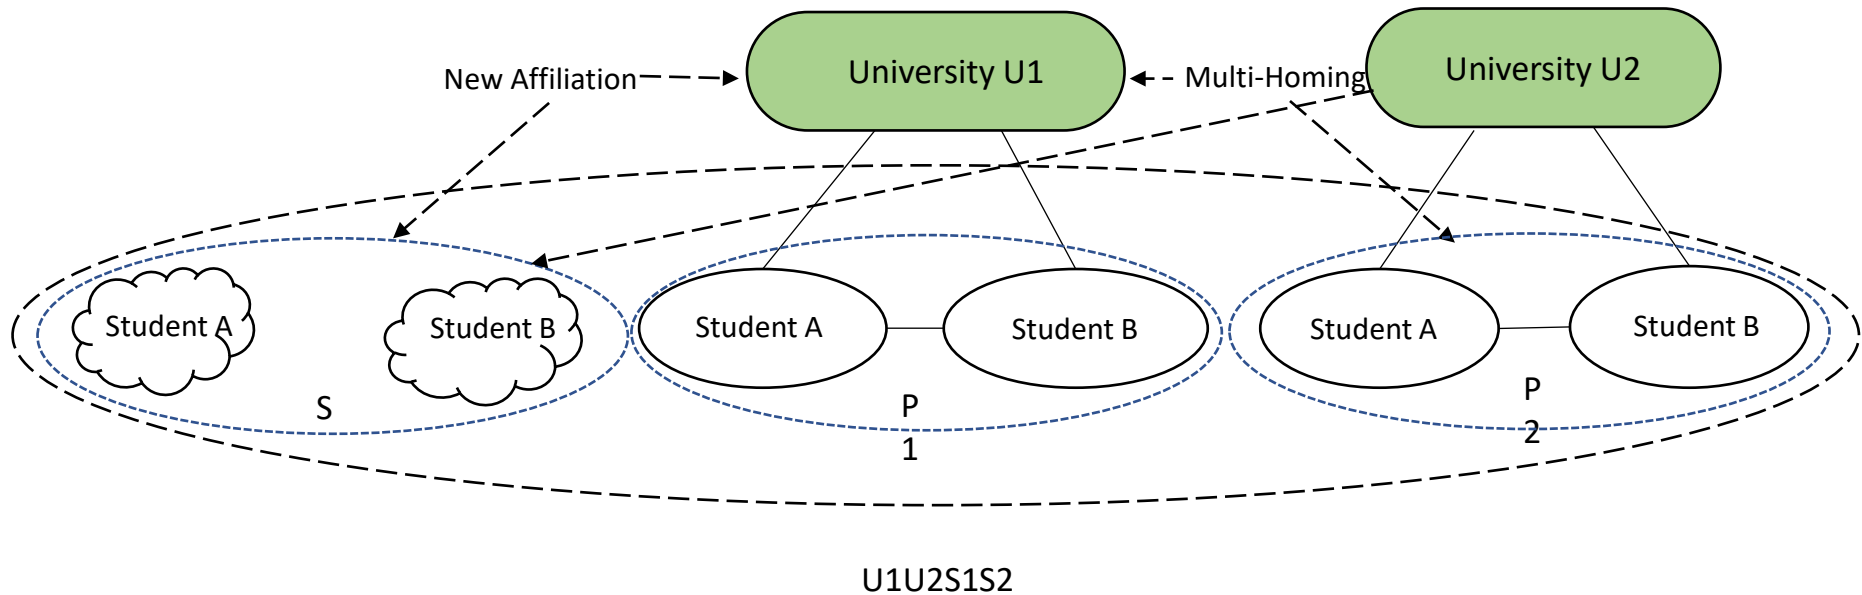 New Affiliation
University U1
Multi-Homing
University U2
Student A
Student B
Student A
Student B
Student A
Student B
S
P
1
P
2
U1U2S1S2